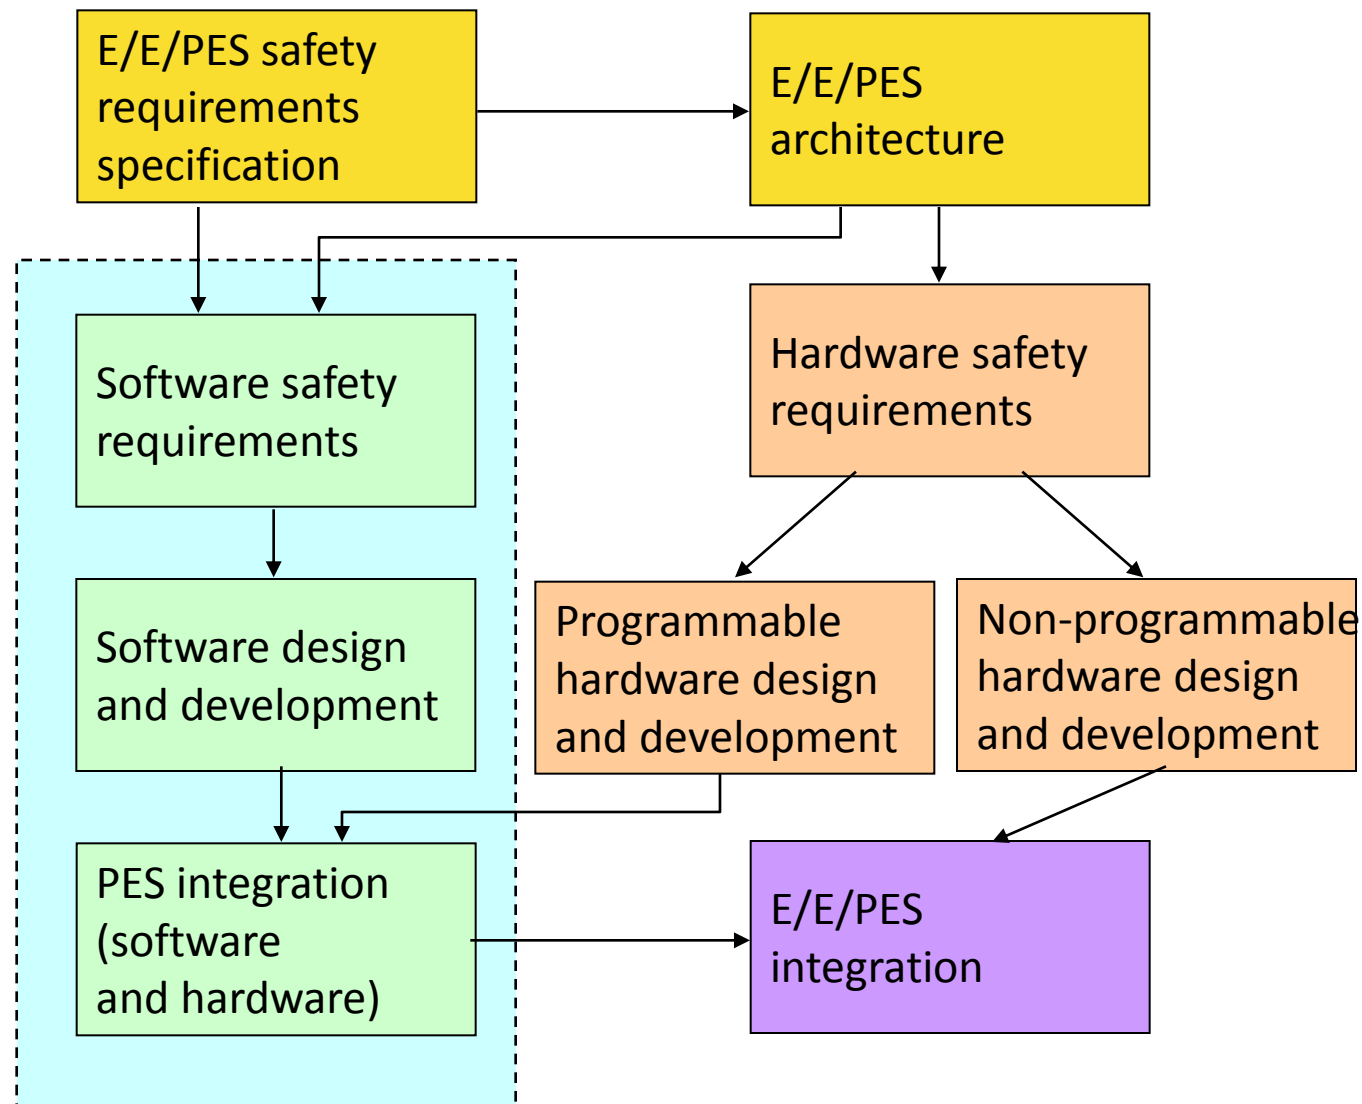 E/E/PES safety
requirements
specification
E/E/PES
architecture
Software safety
requirements
Hardware safety
requirements
Software design
and development
Programmable
hardware design
and development
Non-programmable
hardware design
and development
PES integration
(software
and hardware)
E/E/PES
integration